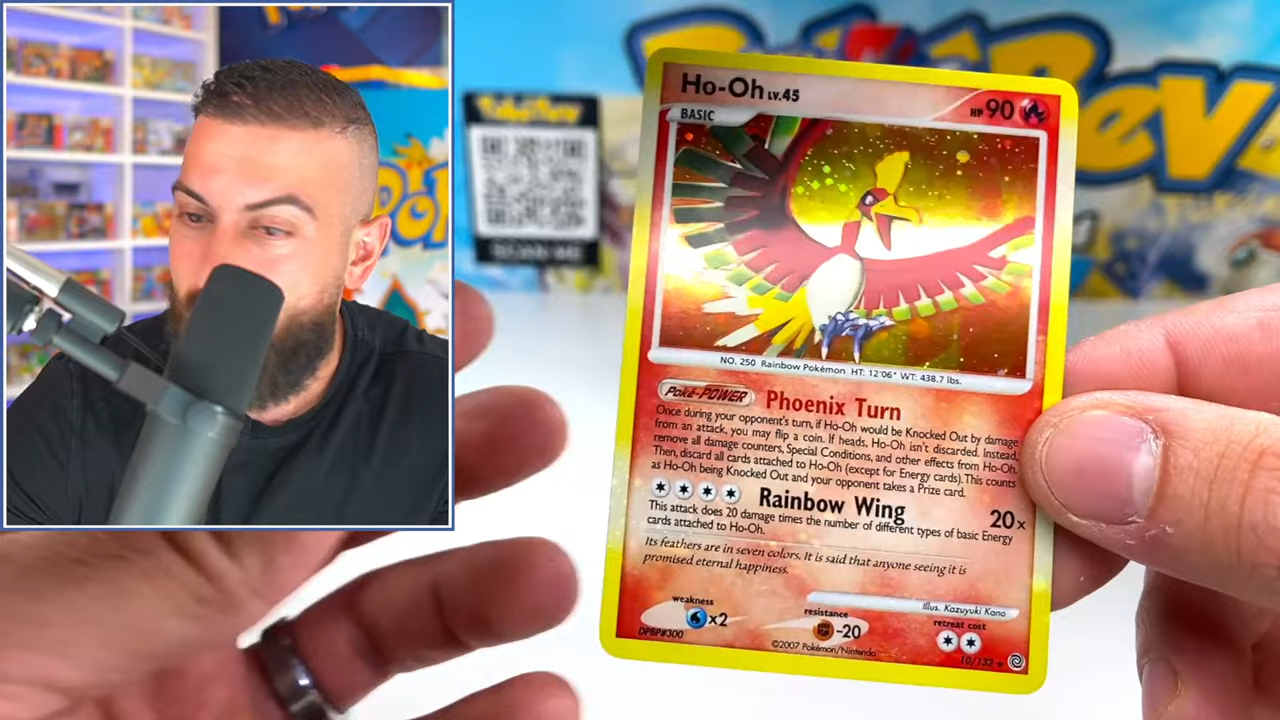 PokéRev
SCAN ME
Ho-Oh LV.45
HP 90
BASIC
NO. 250 Rainbow Pokémon HT: 12'06" WT: 438.7 lbs.
Poké-POWER Phoenix Turn
Once during your opponent's turn, if Ho-Oh would be Knocked Out by damage
from an attack, you may flip a coin. If heads, Ho-Oh isn't discarded. Instead,
remove all damage counters, Special Conditions, and other effects from Ho-Oh.
Then, discard all cards attached to Ho-Oh (except for Energy cards). This counts
as Ho-Oh being Knocked Out and your opponent takes a Prize card.
Rainbow Wing 20x
This attack does 20 damage times the number of different types of basic Energy
cards attached to Ho-Oh.
Its feathers are in seven colors. It is said that anyone seeing it is
promised eternal happiness.
Illus. Kazuyuki Kano
weakness
x2
resistance
-20
retreat cost
DPBP#300
©2007 Pokémon/Nintendo
10/132 ★